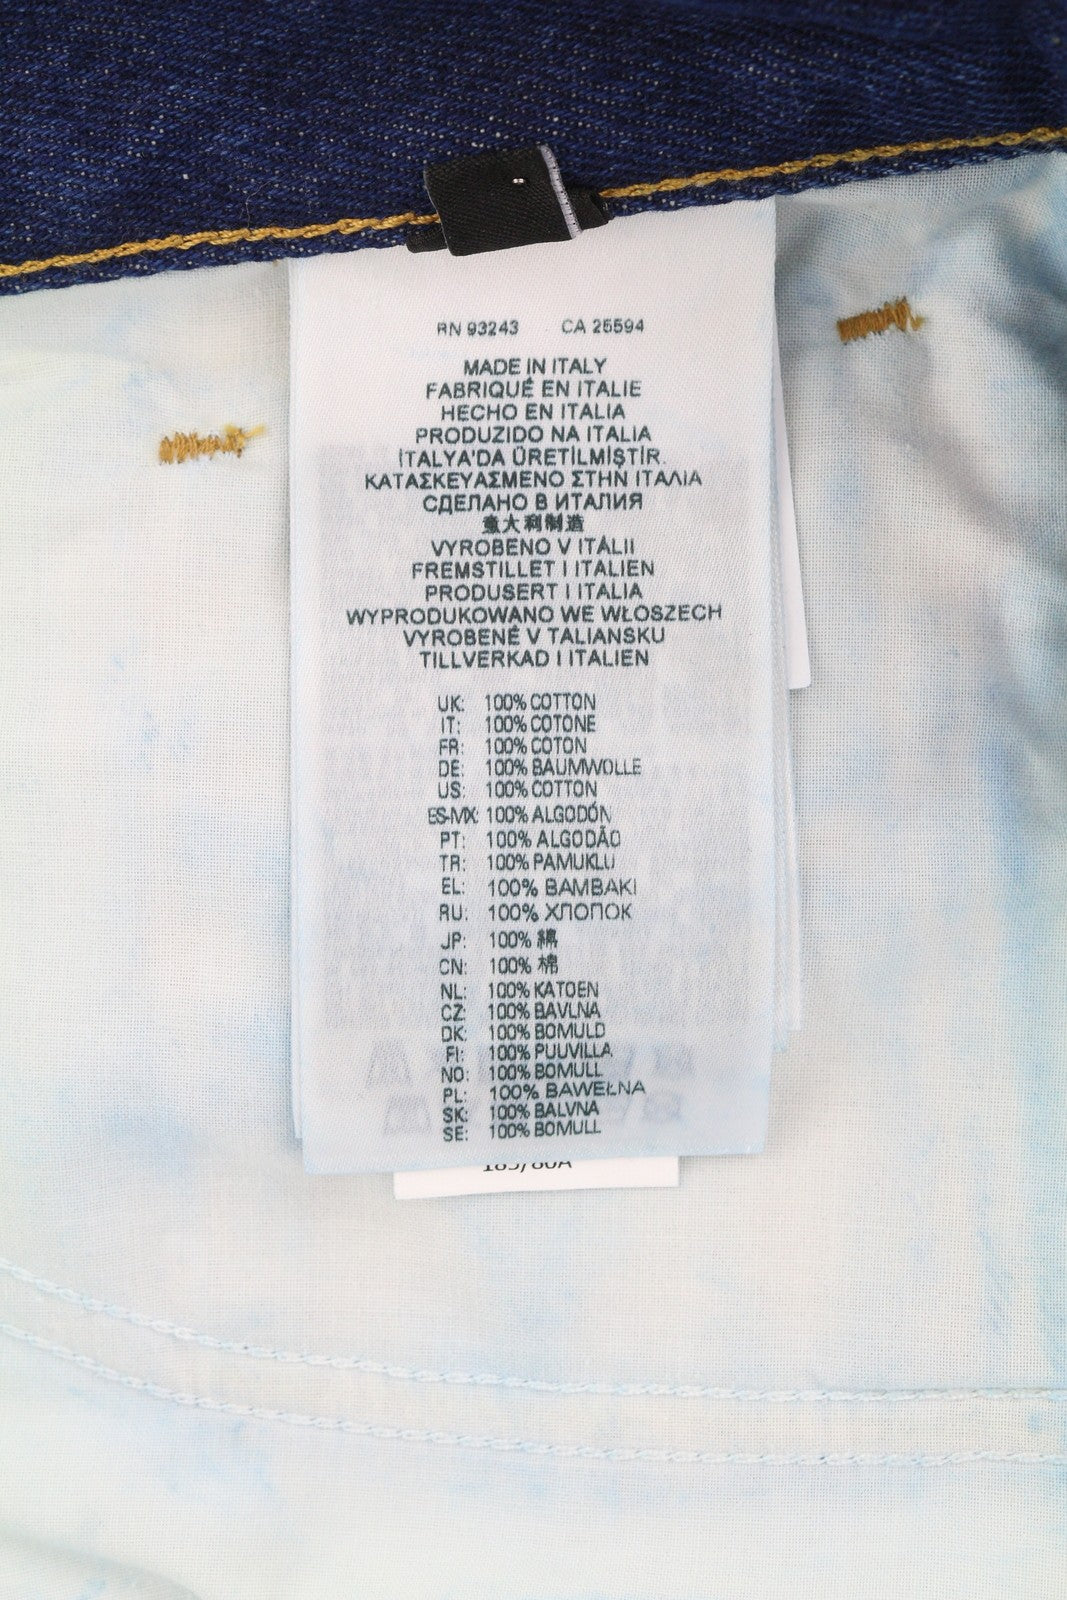 RN 93243 CA 25594
MADE IN ITALY
FABRIQUÉ EN ITALIE
HECHO EN ITALIA
PRODUZIDO NA ITALIA
İTALYA'DA ÜRETİLMİŞTİR.
ΚΑΤΑΣΚΕΥΑΣΜΕΝΟ ΣΤΗΝ ΙΤΑΛΙΑ
СДЕЛАНО В ИТАЛИЯ
意大利制造
VYROBENO V ITÁLII
FREMSTILLET I ITALIEN
PRODUSERT I ITALIA
WYPRODUKOWANO WE WŁOSZECH
VYROBENÉ V TALIANSKU
TILLVERKAD I ITALIEN
UK: 100% COTTON
IT: 100% COTONE
FR: 100% COTON
DE: 100% BAUMWOLLE
US: 100% COTTON
ES-MX: 100% ALGODÓN
PT: 100% ALGODÃO
TR: 100% PAMUKLU
EL: 100% ΒΑΜΒΑΚΙ
RU: 100% ХЛОПОК
JP: 100% 綿
CN: 100% 棉
NL: 100% KATOEN
CZ: 100% BAVLNA
DK: 100% BOMULD
FI: 100% PUUVILLA
NO: 100% BOMULL
PL: 100% BAWEŁNA
SK: 100% BALVNA
SE: 100% BOMULL